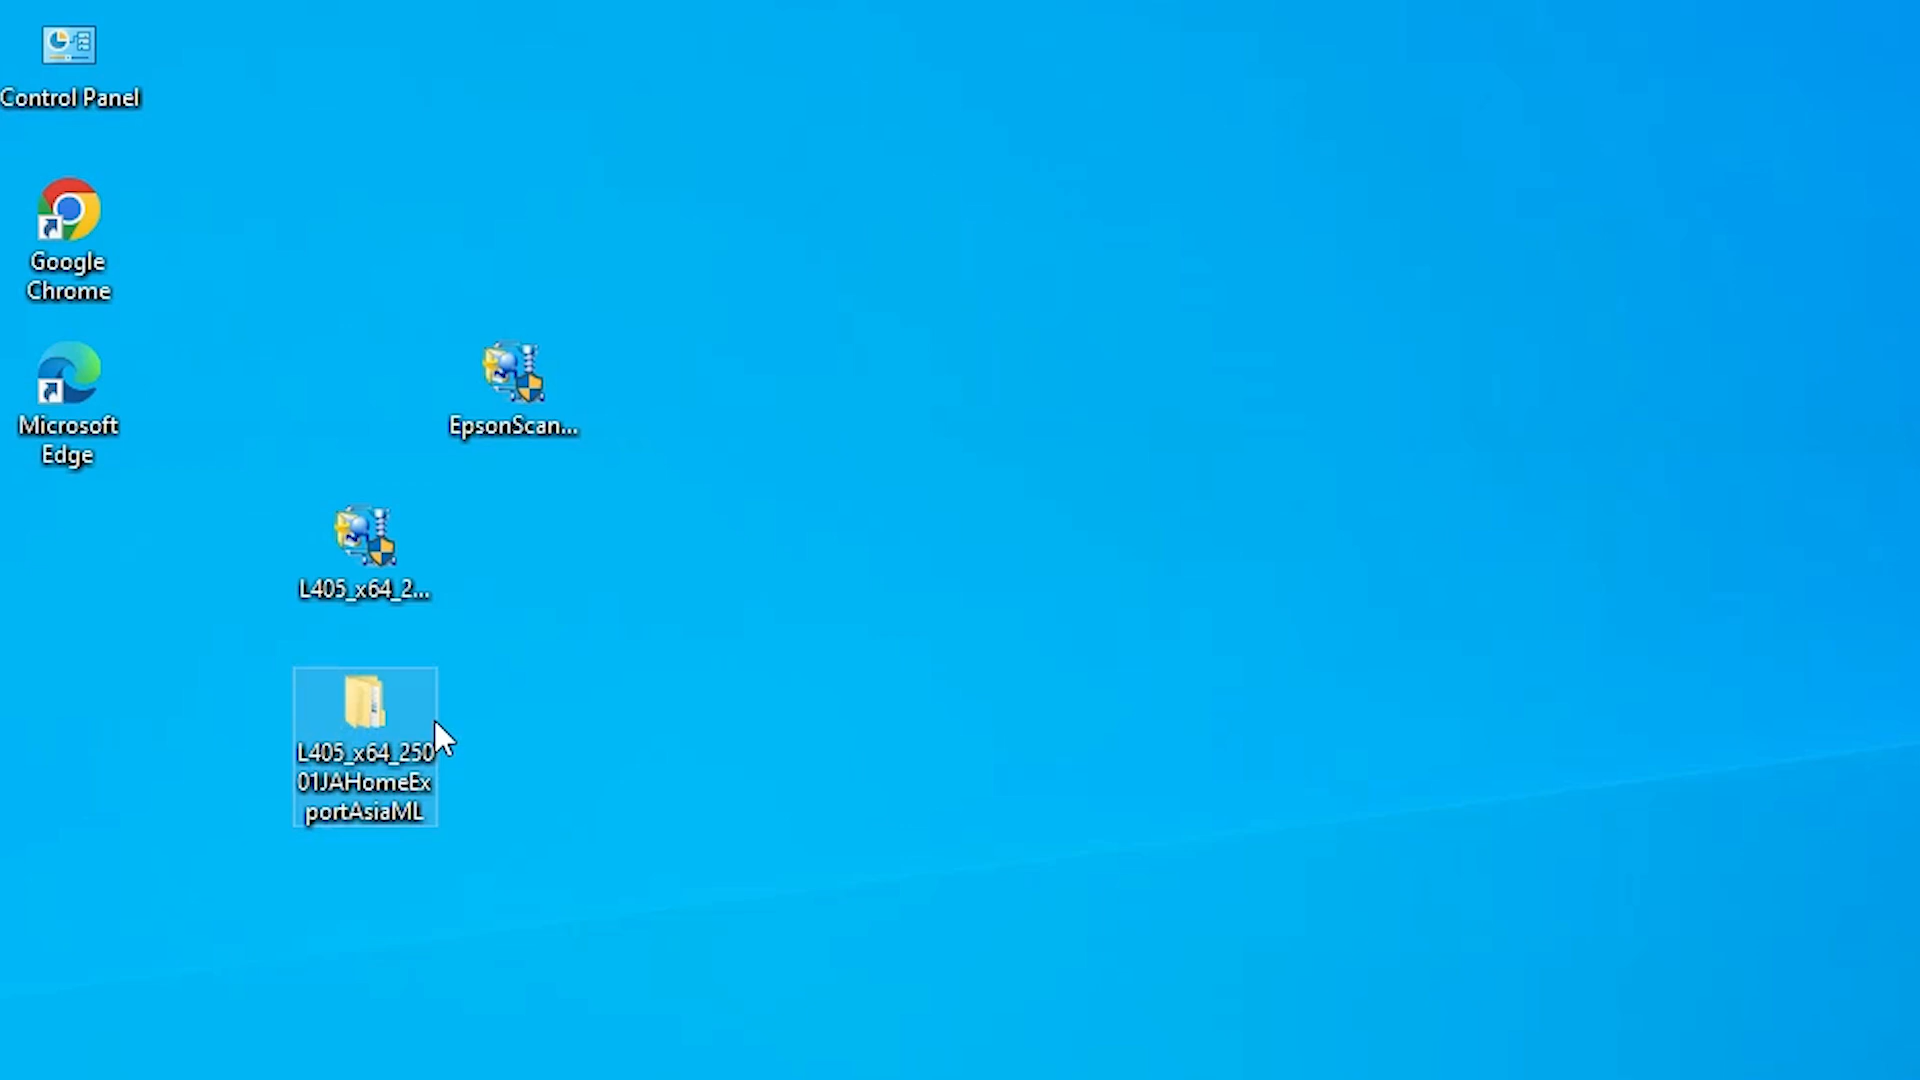 Control Panel
Google
Chrome
Microsoft
Edge
EpsonScan...
L405_x64_2...
L405_x64_250
01JAHomeEx
portAsiaML